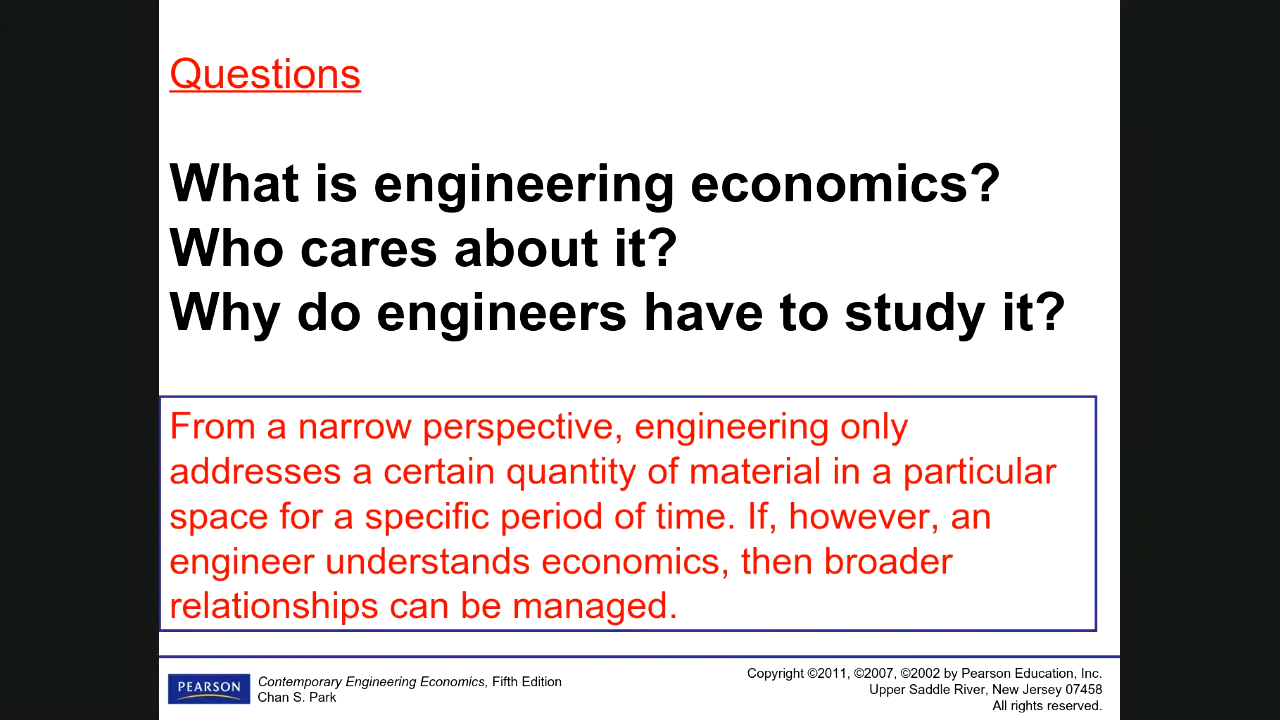 Questions
What is engineering economics?
Who cares about it?
Why do engineers have to study it?
From a narrow perspective, engineering only
addresses a certain quantity of material in a particular
space for a specific period of time. If, however, an
engineer understands economics, then broader
relationships can be managed.
PEARSON
Contemporary Engineering Economics, Fifth Edition
Chan S. Park
Copyright ©2011, ©2007, ©2002 by Pearson Education, Inc.
Upper Saddle River, New Jersey 07458
All rights reserved.